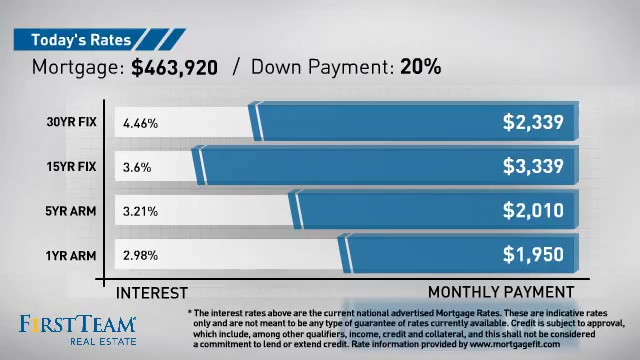 Today's Rates
Mortgage: $463,920 / Down Payment: 20%
30YR FIX 4.46% $2,339
15YR FIX 3.6% $3,339
5YR ARM 3.21% $2,010
1YR ARM 2.98% $1,950
INTEREST MONTHLY PAYMENT
FIRSTTEAM®
REAL ESTATE
* The interest rates above are the current national advertised Mortgage Rates. These are indicative rates
only and are not meant to be any type of guarantee of rates currently available. Credit is subject to approval,
which include, among other qualifiers, income, credit and collateral, and this shall not be considered
a commitment to lend or extend credit. Rate information provided by www.mortgagefit.com